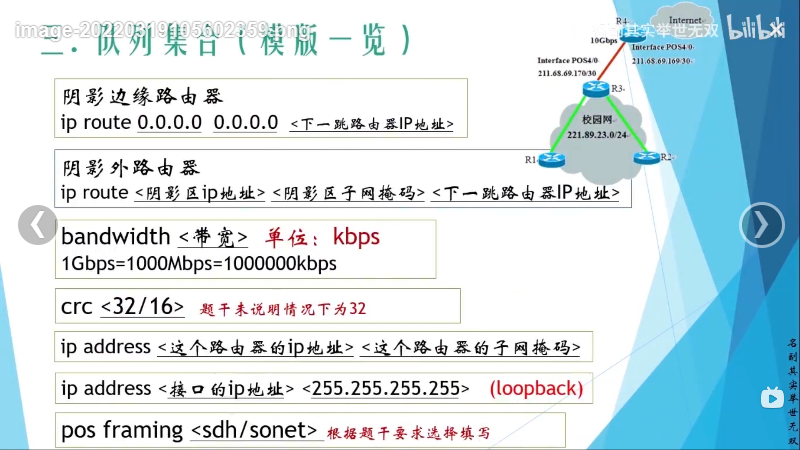 image-20220319105602359.png
三.队列集合（模版一览）
名副其实举世无双
bilibili
阴影边缘路由器
ip route 0.0.0.0 0.0.0.0 <下一跳路由器IP地址>
阴影外路由器
ip route <阴影区ip地址> <阴影区子网掩码> <下一跳路由器IP地址>
bandwidth <带宽> 单位：kbps
1Gbps=1000Mbps=1000000kbps
crc <32/16> 题干未说明情况下为32
ip address <这个路由器的ip地址> <这个路由器的子网掩码>
ip address <接口的ip地址> <255.255.255.255> (loopback)
pos framing <sdh/sonet> 根据题干要求选择填写
R4
Internet
10Gbps
Interface POS4/0
211.68.69.169/30
Interface POS4/0
211.68.69.170/30
R3
校园网
221.89.23.0/24
R1
R2
名副其实举世无双